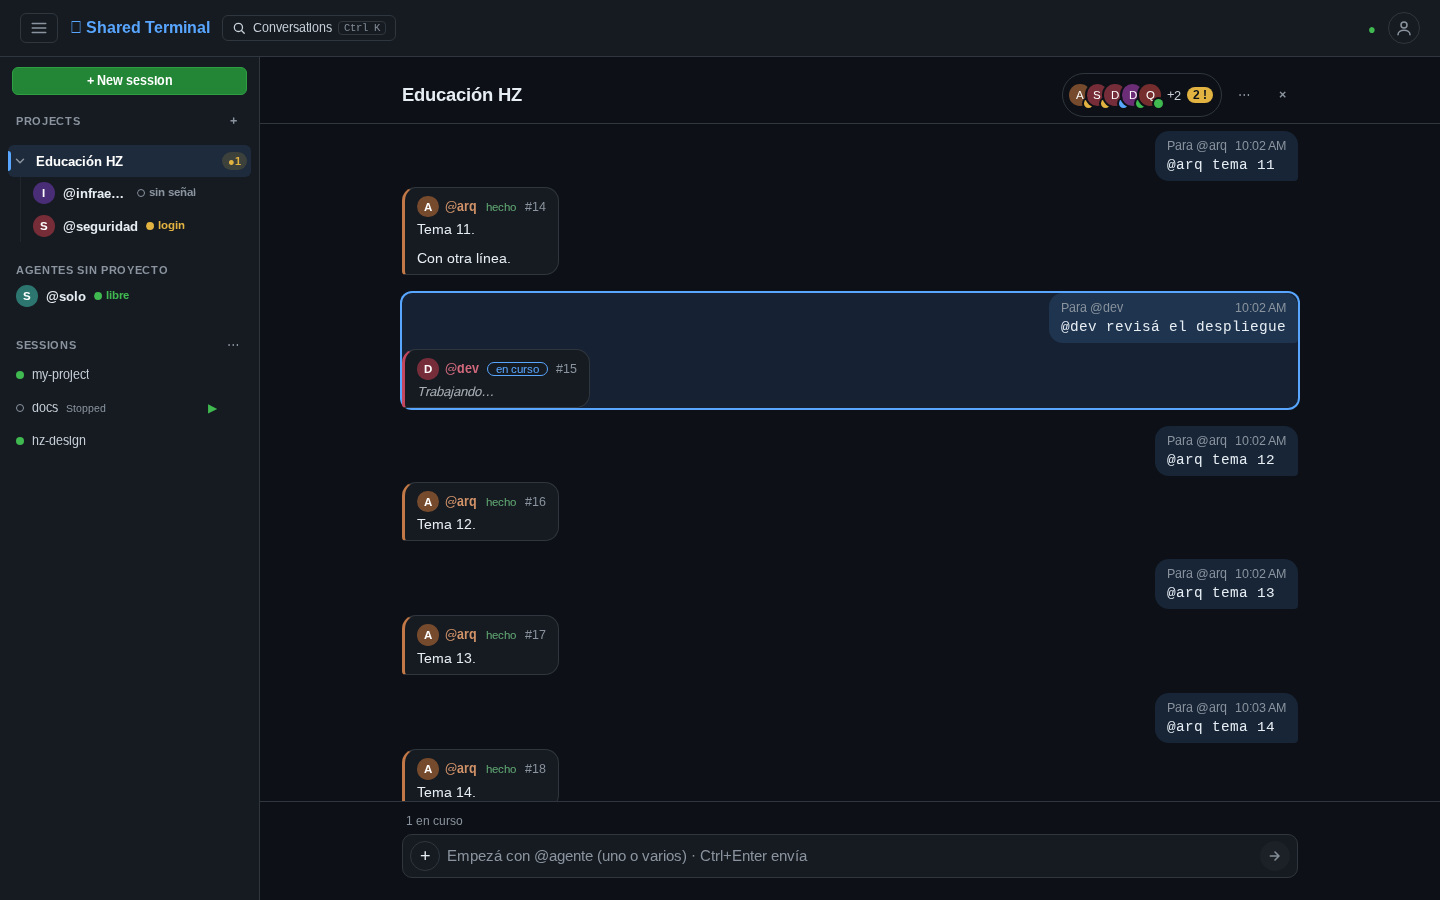 Shared Terminal
Conversations Ctrl K
+ New session
PROJECTS +
Educación HZ ●1
I @infrae… sin señal
S @seguridad login
AGENTES SIN PROYECTO
S @solo libre
SESSIONS ···
my-project
docs Stopped
hz-design
Educación HZ
A S D D Q +2 2 !
··· ×
Para @arq 10:02 AM
@arq tema 11
A @arq hecho #14
Tema 11.
Con otra línea.
Para @dev 10:02 AM
@dev revisá el despliegue
D @dev en curso #15
Trabajando…
Para @arq 10:02 AM
@arq tema 12
A @arq hecho #16
Tema 12.
Para @arq 10:02 AM
@arq tema 13
A @arq hecho #17
Tema 13.
Para @arq 10:03 AM
@arq tema 14
A @arq hecho #18
Tema 14.
1 en curso
+ Empezá con @agente (uno o varios) · Ctrl+Enter envía